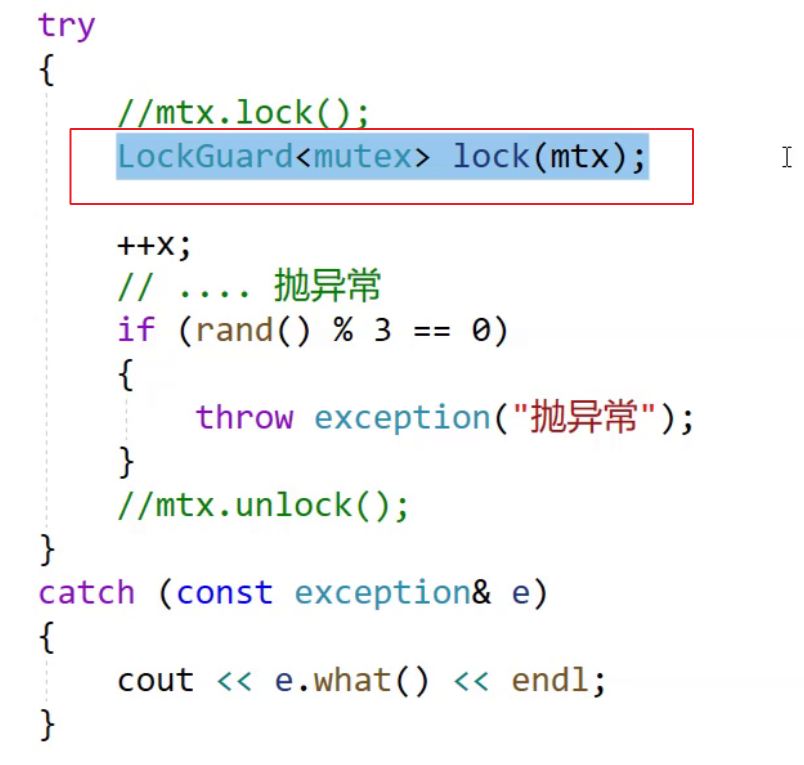 try
{
//mtx.lock();
LockGuard<mutex> lock(mtx);
++x;
// .... 抛异常
if (rand() % 3 == 0)
{
throw exception("抛异常");
}
//mtx.unlock();
}
catch (const exception& e)
{
cout << e.what() << endl;
}